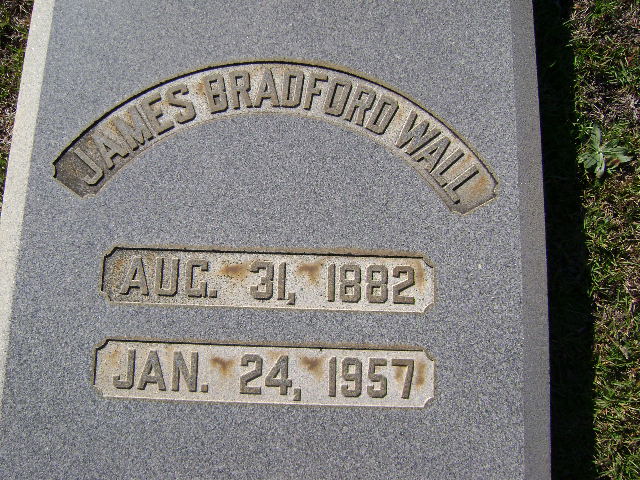 JAMES BRADFORD WALL
AUG. 31, 1882
JAN. 24, 1957